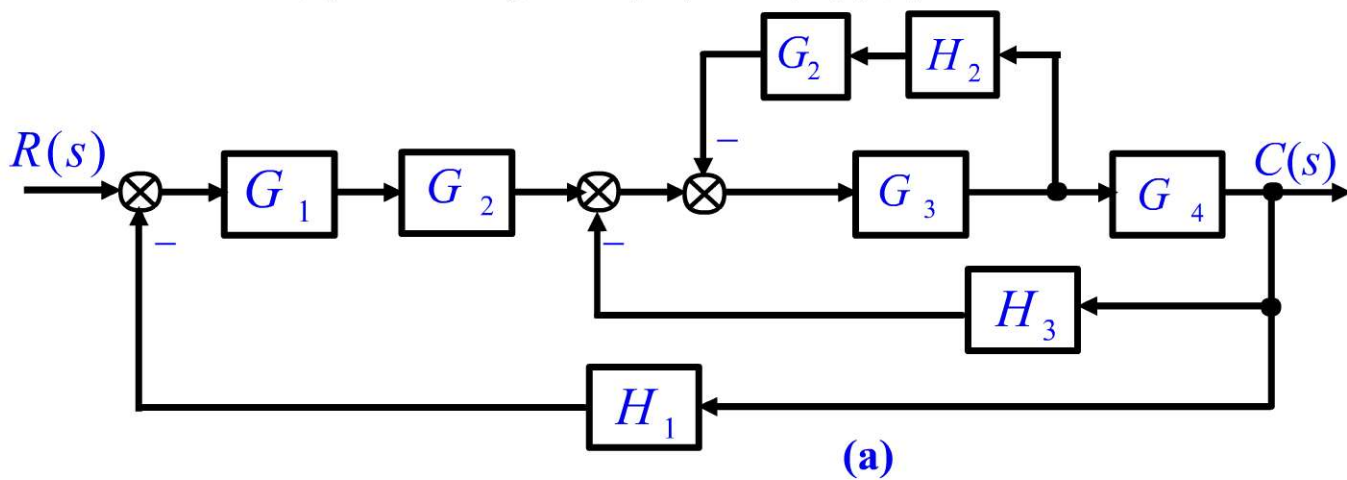 G₂ H₂
R(s) − C(s)
G₁ G₂ G₃ G₄
− −
H₃
H₁
(a)